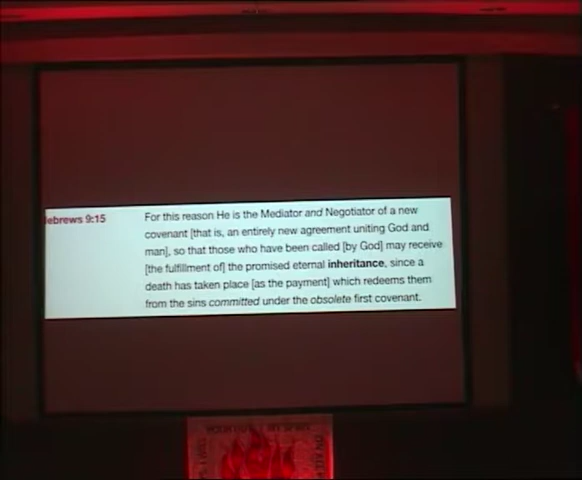 ebrews 9:15
For this reason He is the Mediator and Negotiator of a new
covenant [that is, an entirely new agreement uniting God and
man], so that those who have been called [by God] may receive
[the fulfillment of] the promised eternal inheritance, since a
death has taken place [as the payment] which redeems them
from the sins committed under the obsolete first covenant.